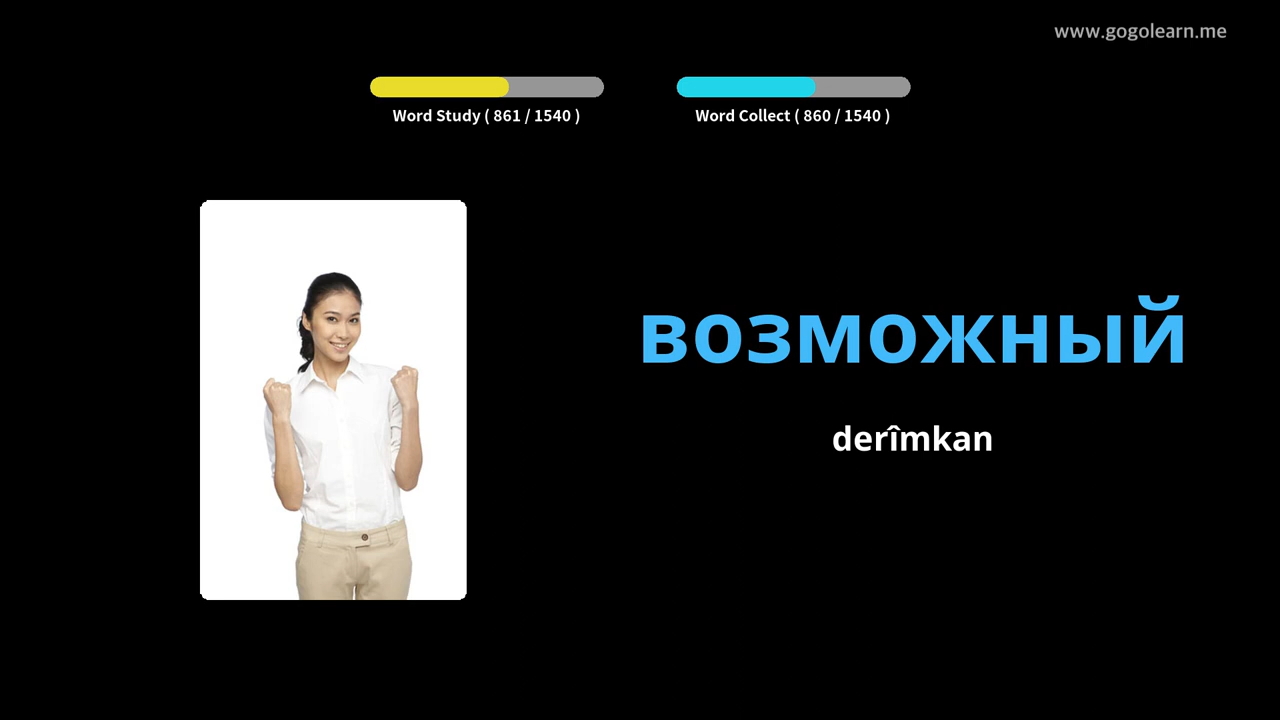 www.gogolearn.me
Word Study ( 861 / 1540 )
Word Collect ( 860 / 1540 )
возможный
derîmkan